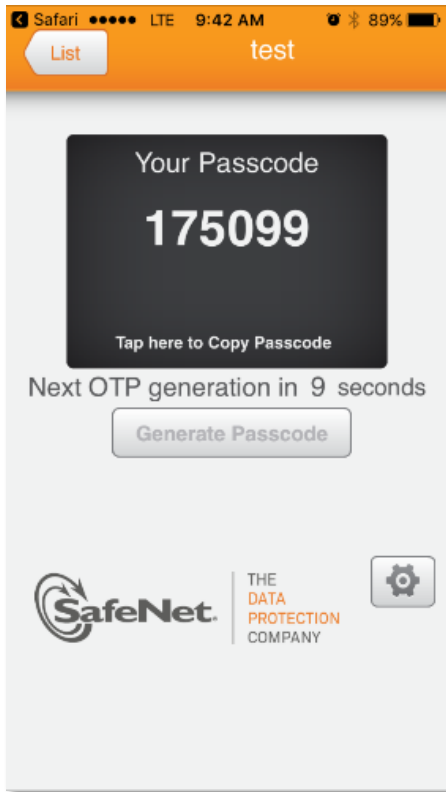 Safari LTE 9:42 AM 89%
List test
Your Passcode
175099
Tap here to Copy Passcode
Next OTP generation in 9 seconds
Generate Passcode
SafeNet.
THE
DATA
PROTECTION
COMPANY